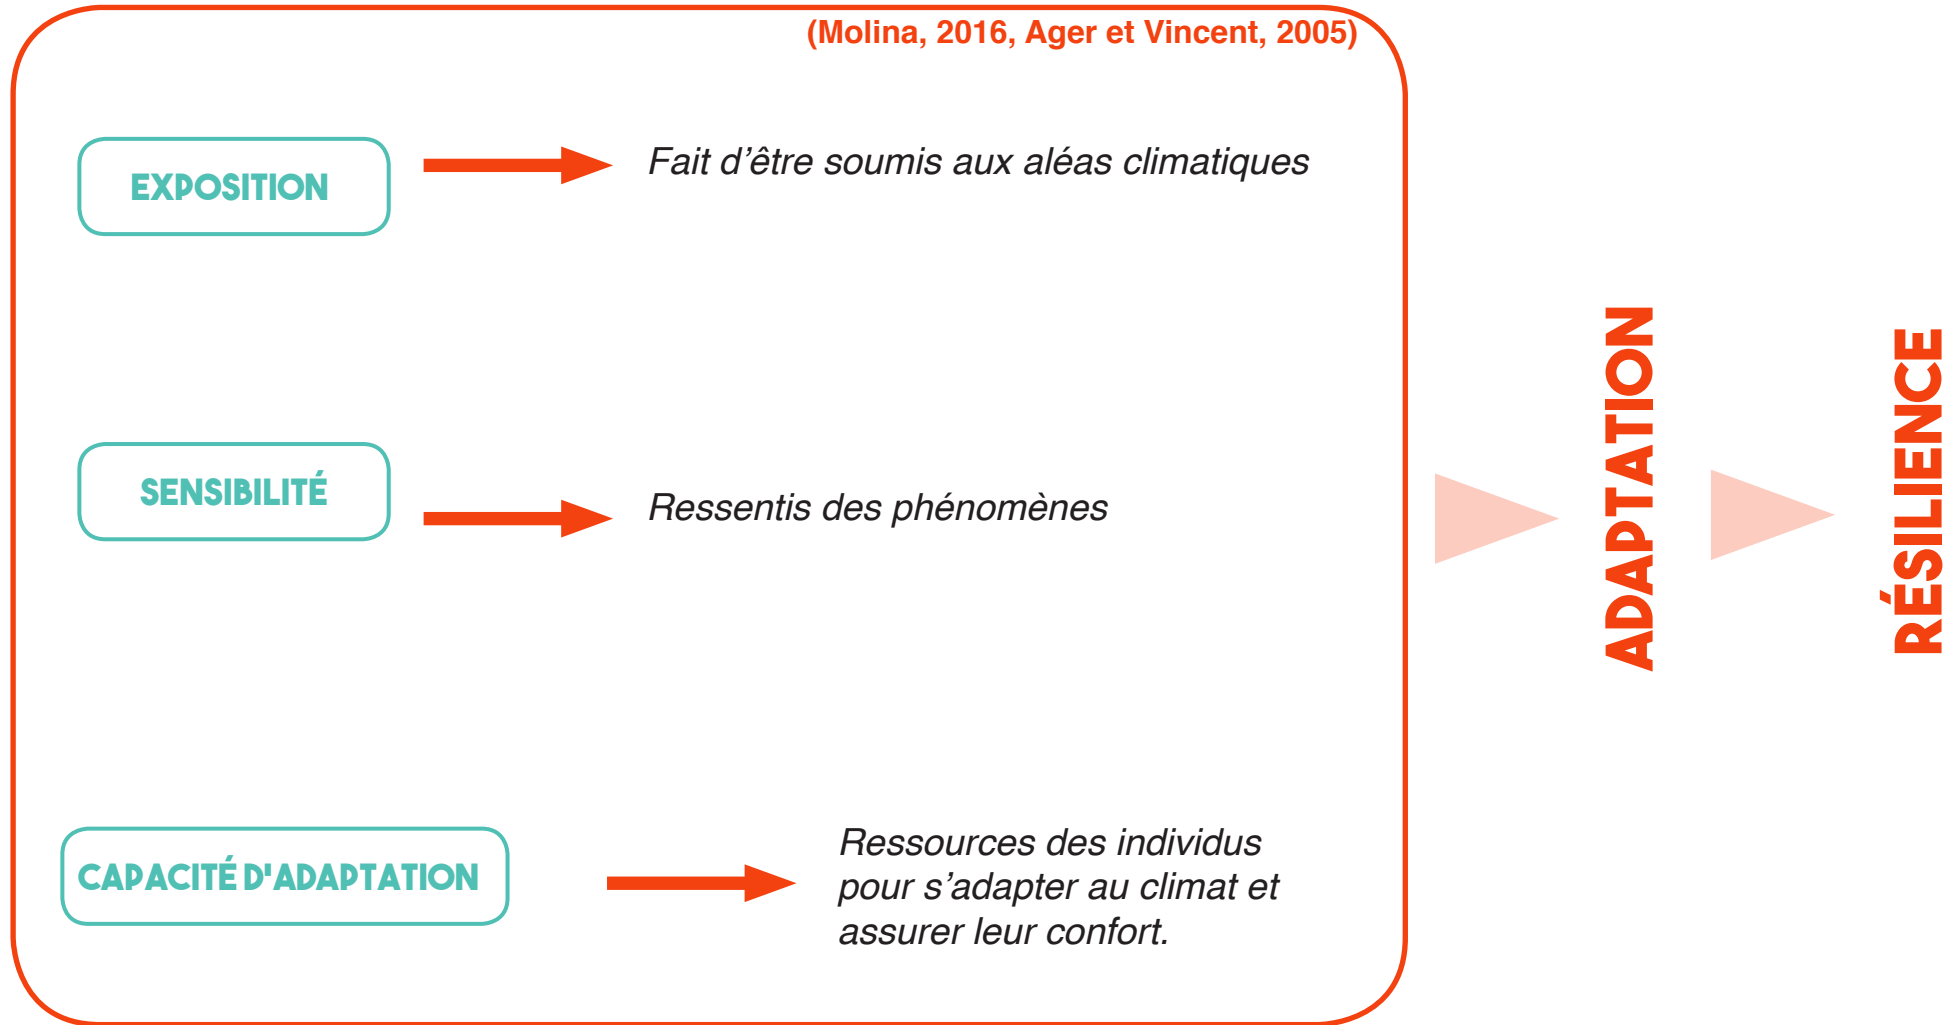 (Molina, 2016, Ager et Vincent, 2005)
EXPOSITION
Fait d’être soumis aux aléas climatiques
SENSIBILITÉ
Ressentis des phénomènes
CAPACITÉ D'ADAPTATION
Ressources des individus
pour s’adapter au climat et
assurer leur confort.
ADAPTATION
RÉSILIENCE